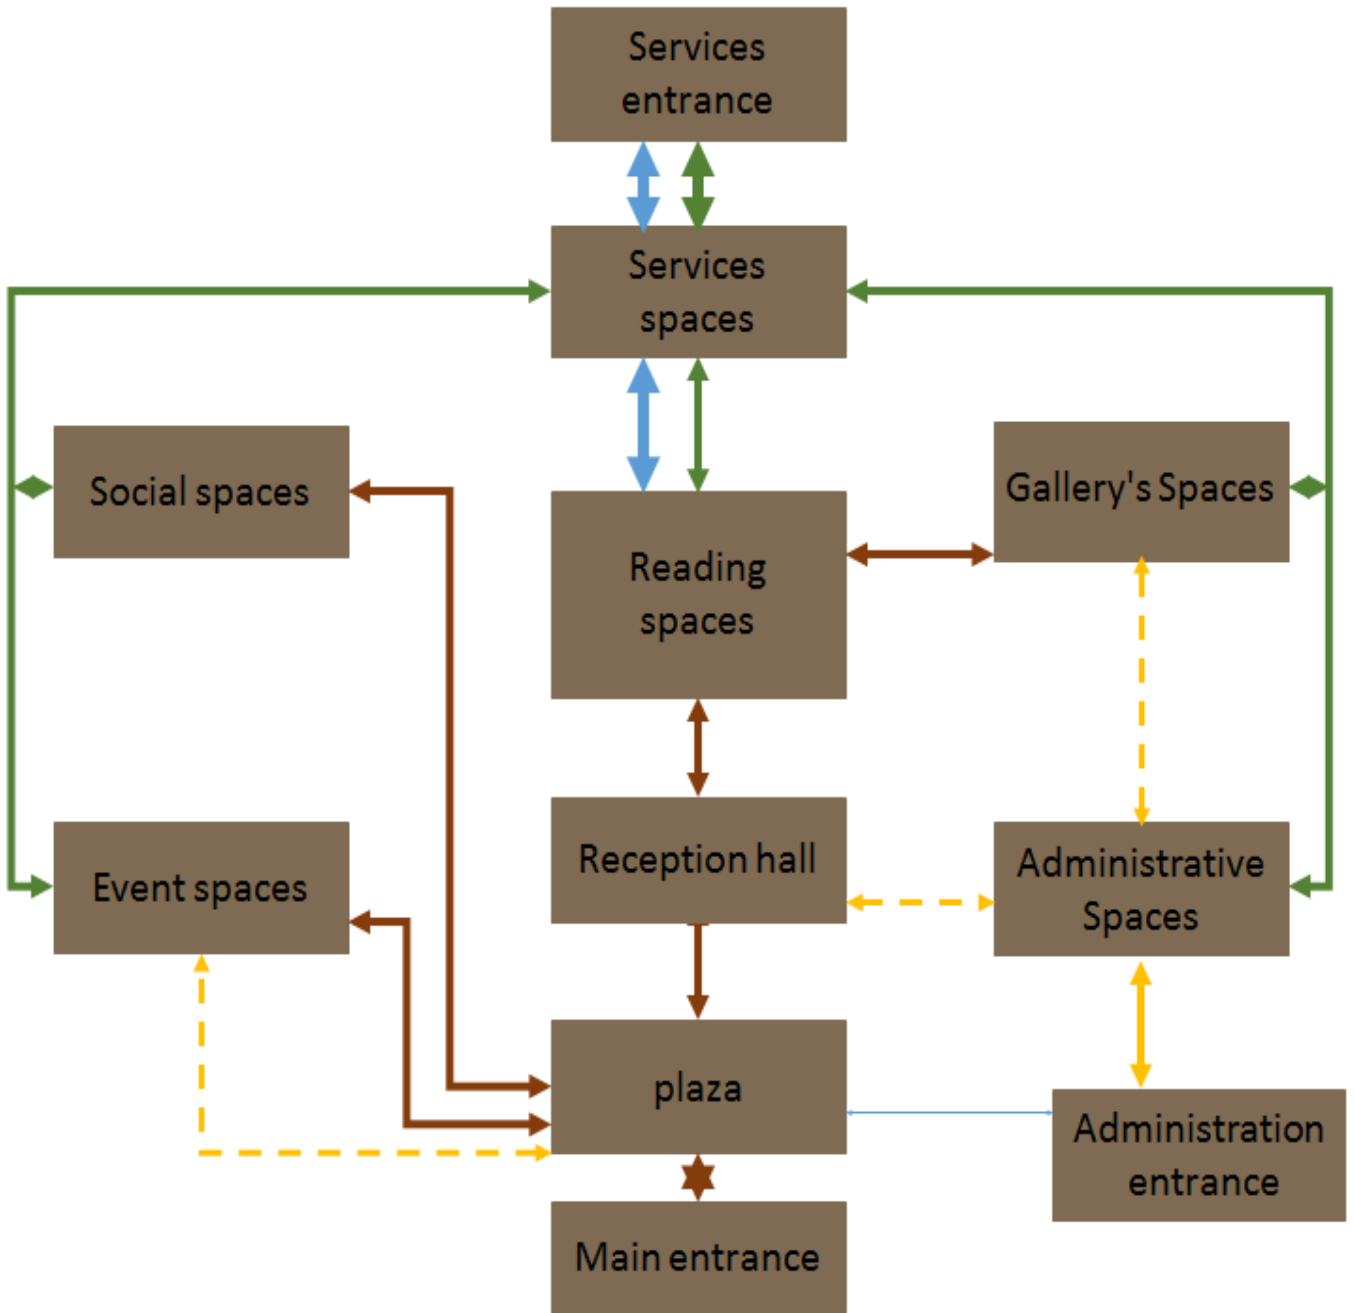 Services
entrance
Services
spaces
Social spaces
Gallery's Spaces
Reading
spaces
Reception hall
Event spaces
Administrative
Spaces
plaza
Administration
entrance
Main entrance